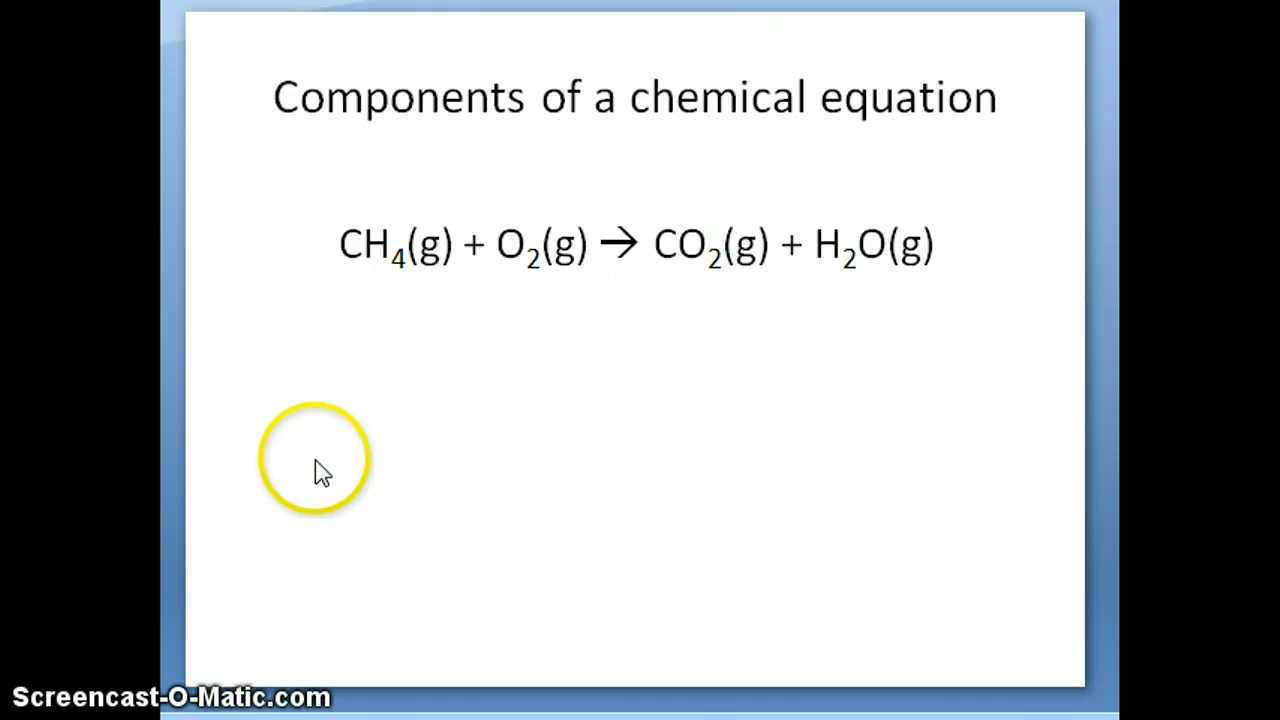 Components of a chemical equation
CH₄(g) + O₂(g) → CO₂(g) + H₂O(g)
Screencast-O-Matic.com